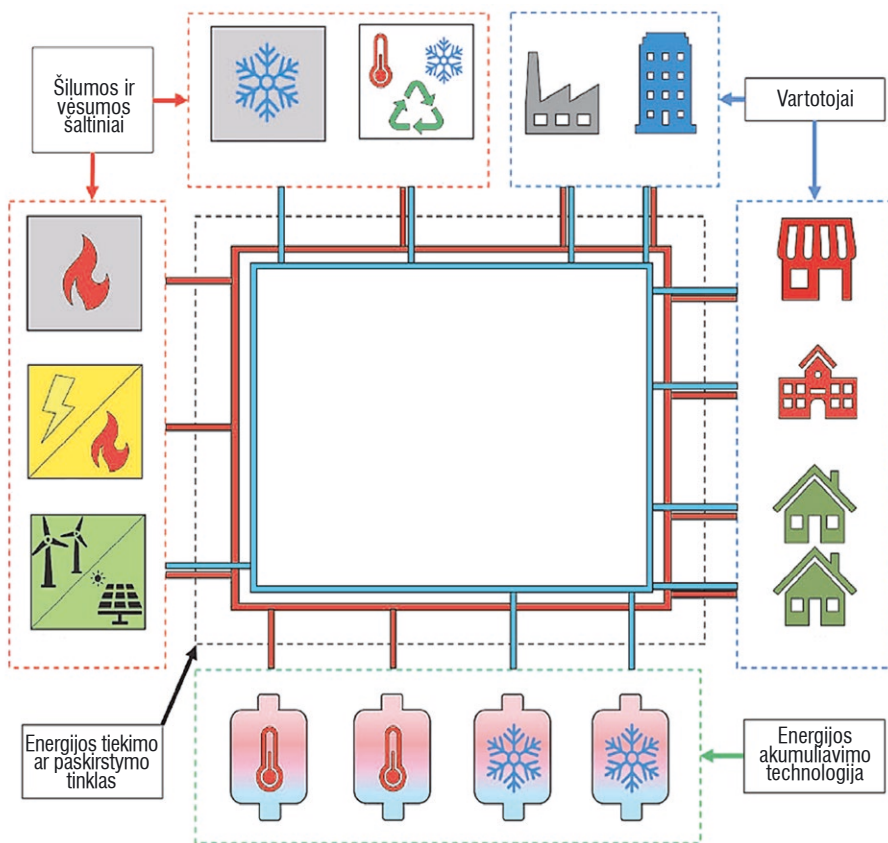 Šilumos ir
vėsumos
šaltiniai
Vartotojai
Energijos tiekimo
ar paskirstymo
tinklas
Energijos
akumuliavimo
technologija